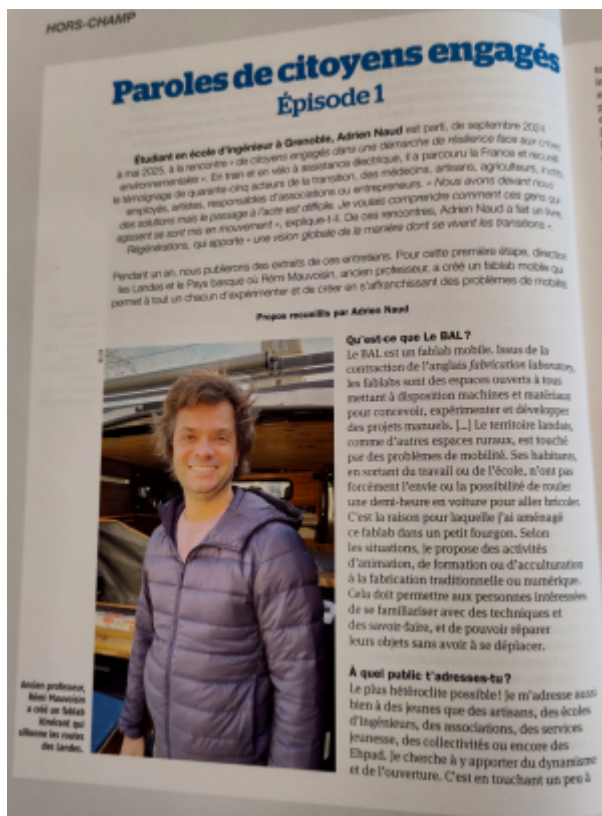 HORS-CHAMP
Paroles de citoyens engagés
Épisode 1
Étudiant en école d'ingénieur à Grenoble, Adrien Naud est parti, de septembre 2024
à mai 2025, à la rencontre « de citoyens engagés dans une démarche de résilience face aux crises
environnementales ». En train et en vélo à assistance électrique, il a parcouru la France et recueilli
le témoignage de quarante-cinq acteurs de la transition, des médecins, artisans, agriculteurs,
employés, artistes, responsables d'associations ou entrepreneurs. « Nous avons devant nous
des solutions mais le passage à l'acte est difficile. Je voulais comprendre comment ces gens qui
agissent se sont mis en mouvement », explique-t-il. De ces rencontres, Adrien Naud a fait un livre,
Régénérations, qui apporte « une vision globale de la manière dont se vivent les transitions ».
Pendant un an, nous publierons des extraits de ces entretiens. Pour cette première étape, direction
les Landes et le Pays basque où Rémi Mauvoisin, ancien professeur, a créé un fablab mobile qui
permet à tout un chacun d'expérimenter et de créer en s'affranchissant des problèmes de mobilité.
Propos recueillis par Adrien Naud
Qu'est-ce que Le BAL ?
Le BAL est un fablab mobile. Issus de la
contraction de l'anglais fabrication laboratory,
les fablabs sont des espaces ouverts à tous
mettant à disposition machines et matériaux
pour concevoir, expérimenter et développer
des projets manuels. [...] Le territoire landais,
comme d'autres espaces ruraux, est touché
par des problèmes de mobilité. Ses habitants,
en sortant du travail ou de l'école, n'ont pas
forcément l'envie ou la possibilité de rouler
une demi-heure en voiture pour aller bricoler.
C'est la raison pour laquelle j'ai aménagé
ce fablab dans un petit fourgon. Selon
les situations, je propose des activités
d'animation, de formation ou d'acculturation
à la fabrication traditionnelle ou numérique.
Cela doit permettre aux personnes intéressées
de se familiariser avec des techniques et
des savoir-faire, et de pouvoir réparer
leurs objets sans avoir à se déplacer.
À quel public t'adresses-tu ?
Le plus hétéroclite possible ! Je m'adresse aussi
bien à des jeunes que des artisans, des écoles
d'ingénieurs, des associations, des services
jeunesse, des collectivités ou encore des
Ehpad. Je cherche à y apporter du dynamisme
et de l'ouverture. C'est en touchant un peu à
Ancien professeur,
Rémi Mauvoisin
a créé un fablab
itinérant qui
sillonne les routes
des Landes.